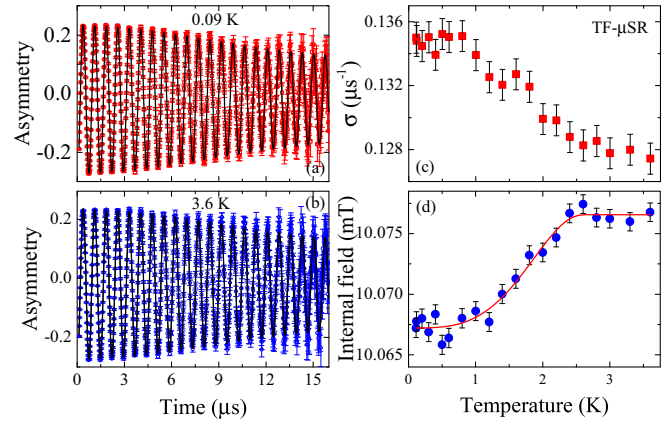 0.09 K
0.2
0.0
-0.2
Asymmetry
(a)
3.6 K
(b)
0.2
0.0
-0.2
Asymmetry
0 3 6 9 12 15
Time (μs)
0.136
0.132
0.128
σ (μs⁻¹)
TF-μSR
(c)
(d)
10.075
10.070
10.065
Internal field (mT)
0 1 2 3
Temperature (K)